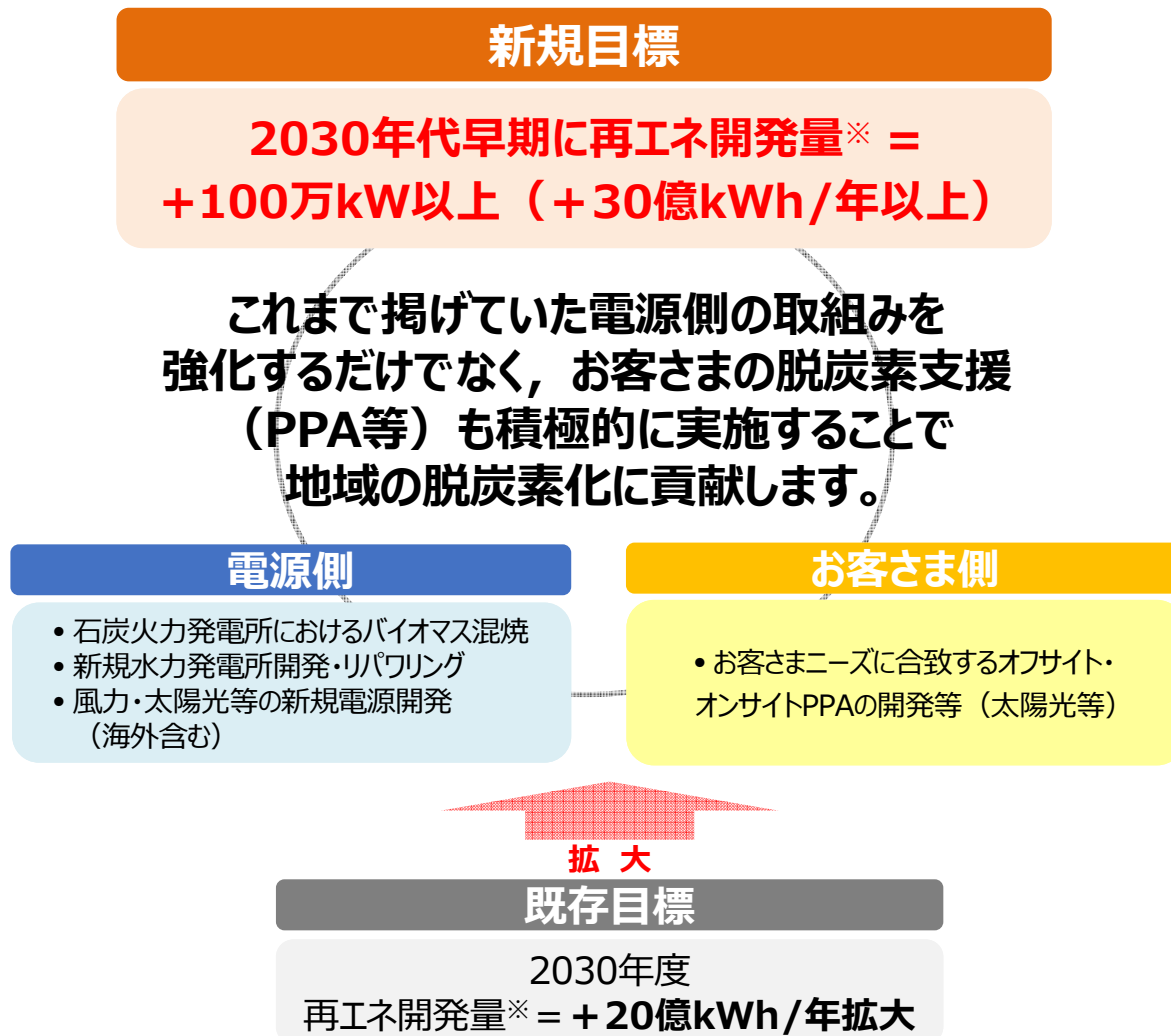 新規目標
2030年代早期に再エネ開発量※ =
+100万kW以上（+30億kWh/年以上）
これまで掲げていた電源側の取組みを
強化するだけでなく，お客さまの脱炭素支援
（PPA等）も積極的に実施することで
地域の脱炭素化に貢献します。
電源側
• 石炭火力発電所におけるバイオマス混焼
• 新規水力発電所開発・リパワリング
• 風力・太陽光等の新規電源開発
（海外含む）
お客さま側
• お客さまニーズに合致するオフサイト・
オンサイトPPAの開発等（太陽光等）
拡 大
既存目標
2030年度
再エネ開発量※ = +20億kWh/年拡大